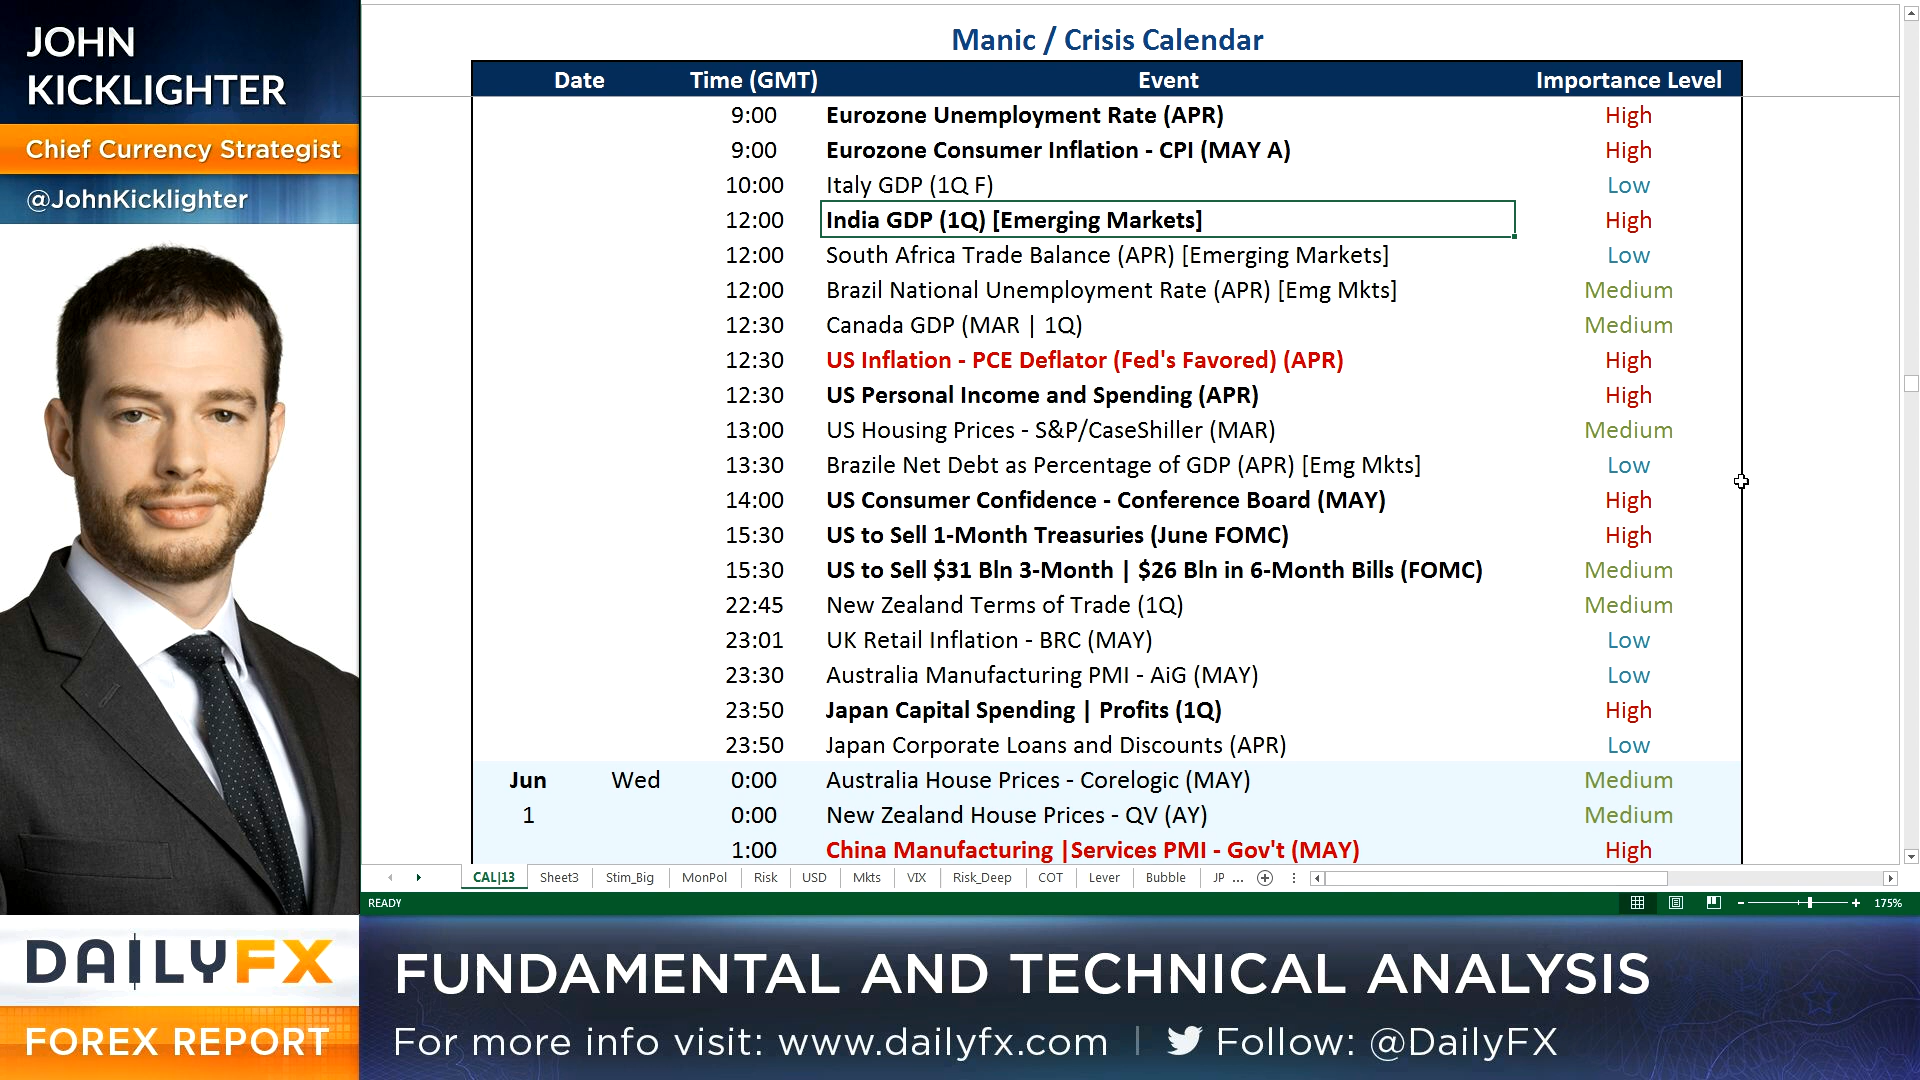 JOHN
KICKLIGHTER
Chief Currency Strategist
@JohnKicklighter
Manic / Crisis Calendar
Date Time (GMT) Event Importance Level
9:00 Eurozone Unemployment Rate (APR) High
9:00 Eurozone Consumer Inflation - CPI (MAY A) High
10:00 Italy GDP (1Q F) Low
12:00 India GDP (1Q) [Emerging Markets] High
12:00 South Africa Trade Balance (APR) [Emerging Markets] Low
12:00 Brazil National Unemployment Rate (APR) [Emg Mkts] Medium
12:30 Canada GDP (MAR | 1Q) Medium
12:30 US Inflation - PCE Deflator (Fed's Favored) (APR) High
12:30 US Personal Income and Spending (APR) High
13:00 US Housing Prices - S&P/CaseShiller (MAR) Medium
13:30 Brazile Net Debt as Percentage of GDP (APR) [Emg Mkts] Low
14:00 US Consumer Confidence - Conference Board (MAY) High
15:30 US to Sell 1-Month Treasuries (June FOMC) High
15:30 US to Sell $31 Bln 3-Month | $26 Bln in 6-Month Bills (FOMC) Medium
22:45 New Zealand Terms of Trade (1Q) Medium
23:01 UK Retail Inflation - BRC (MAY) Low
23:30 Australia Manufacturing PMI - AiG (MAY) Low
23:50 Japan Capital Spending | Profits (1Q) High
23:50 Japan Corporate Loans and Discounts (APR) Low
Jun Wed 0:00 Australia House Prices - Corelogic (MAY) Medium
1 0:00 New Zealand House Prices - QV (AY) Medium
1:00 China Manufacturing |Services PMI - Gov't (MAY) High
CAL|13 Sheet3 Stim_Big MonPol Risk USD Mkts VIX Risk_Deep COT Lever Bubble JP ...
READY 175%
DAILYFX
FOREX REPORT
FUNDAMENTAL AND TECHNICAL ANALYSIS
For more info visit: www.dailyfx.com | Follow: @DailyFX